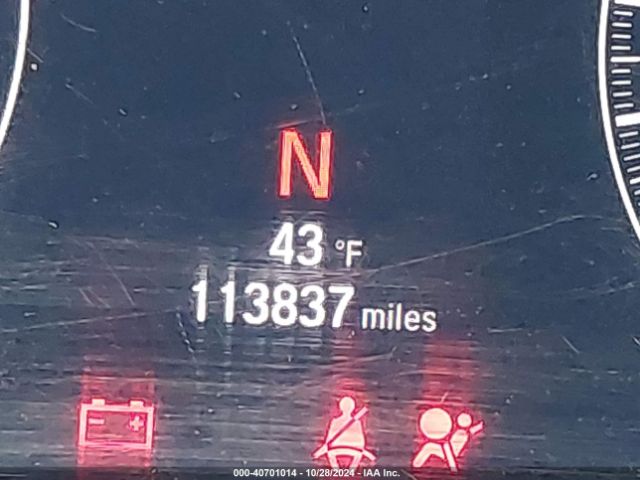 N
43 °F
113837 miles
000-40701014 - 10/28/2024 - IAA Inc.